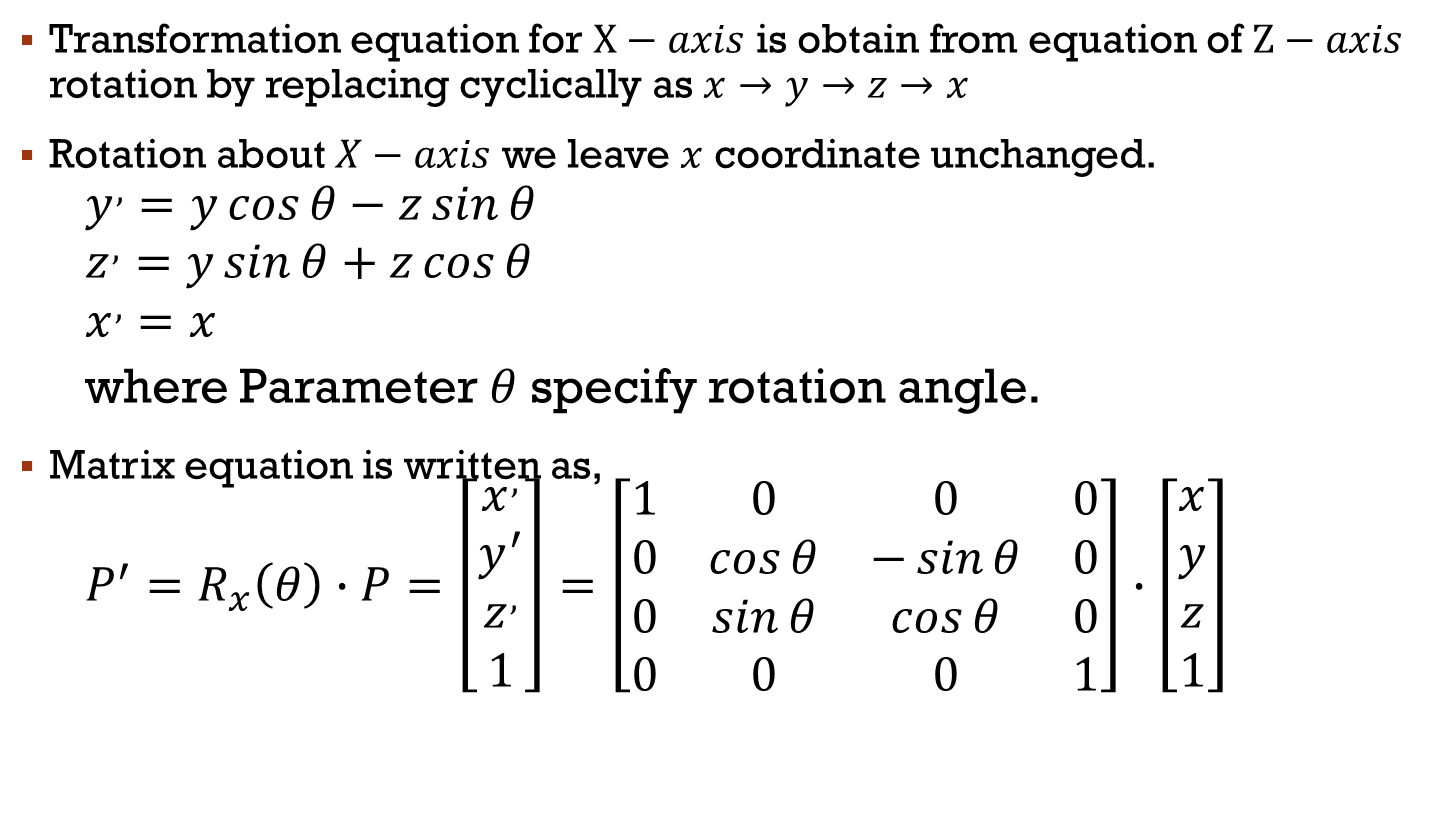 ▪ Transformation equation for X − axis is obtain from equation of Z − axis
rotation by replacing cyclically as x → y → z → x
▪ Rotation about X − axis we leave x coordinate unchanged.
y’ = y cos θ − z sin θ
z’ = y sin θ + z cos θ
x’ = x
where Parameter θ specify rotation angle.
▪ Matrix equation is written as,
P′ = Rₓ(θ) · P = [x’ y′ z’ 1] = [1 0 0 0; 0 cos θ − sin θ 0; 0 sin θ cos θ 0; 0 0 0 1] · [x y z 1]